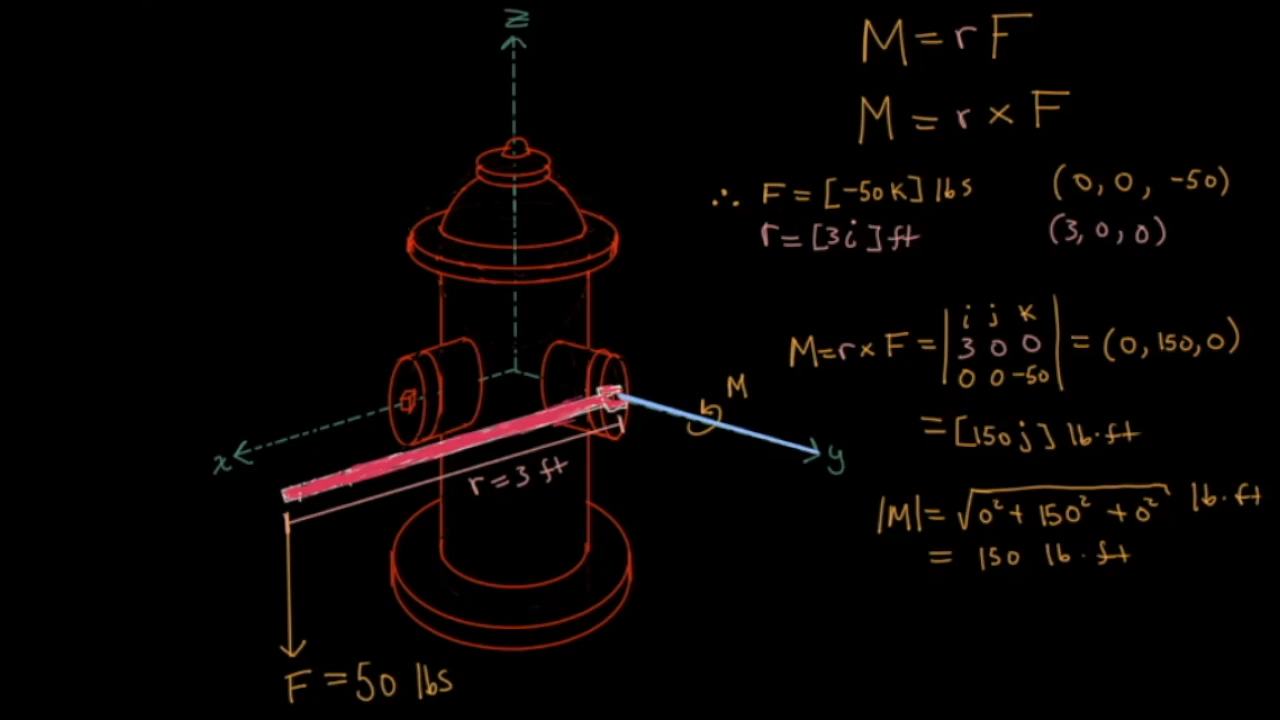 z
M = r F
M = r × F
∴ F = [-50k] lbs (0, 0, -50)
r = [3i] ft (3, 0, 0)
i j k
M = r × F = | 3 0 0 | = (0, 150, 0)
0 0 -50
= [150j] lb·ft
M
x
y
r = 3 ft
|M| = √0² + 150² + 0² lb·ft
= 150 lb·ft
F = 50 lbs